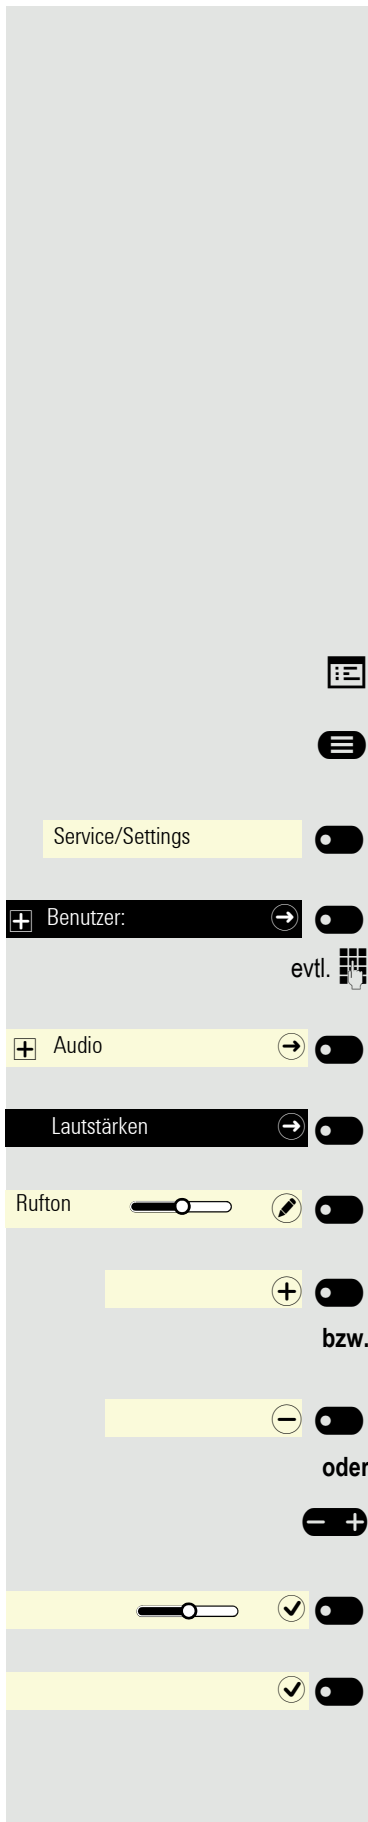 Service/Settings
Benutzer:
evtl.
Audio
Lautstärken
Rufton
bzw.
oder